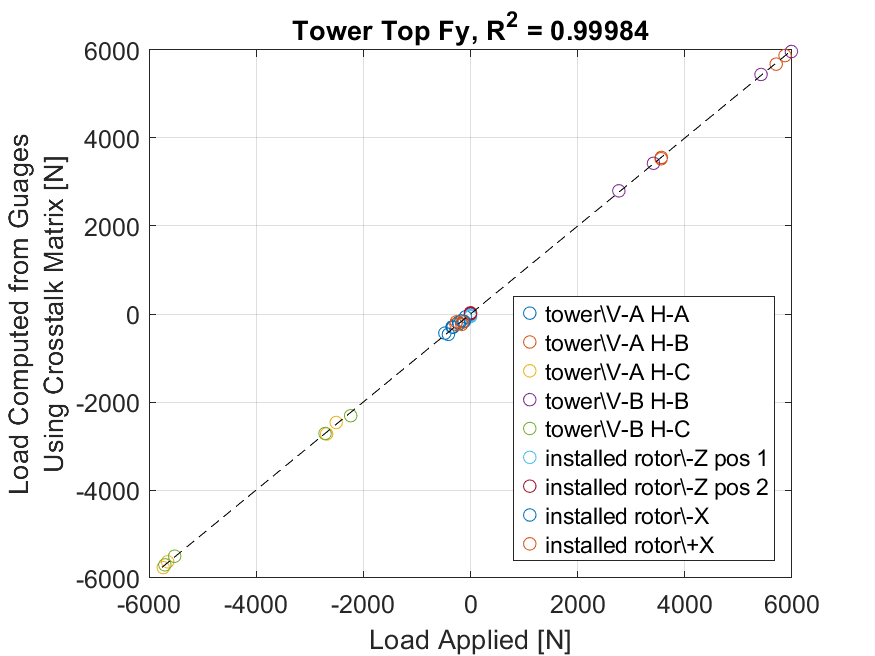 Tower Top Fy, R² = 0.99984
6000
4000
2000
0
-2000
-4000
-6000
Load Computed from Guages
Using Crosstalk Matrix [N]
tower\V-A H-A
tower\V-A H-B
tower\V-A H-C
tower\V-B H-B
tower\V-B H-C
installed rotor\-Z pos 1
installed rotor\-Z pos 2
installed rotor\-X
installed rotor\+X
-6000 -4000 -2000 0 2000 4000 6000
Load Applied [N]